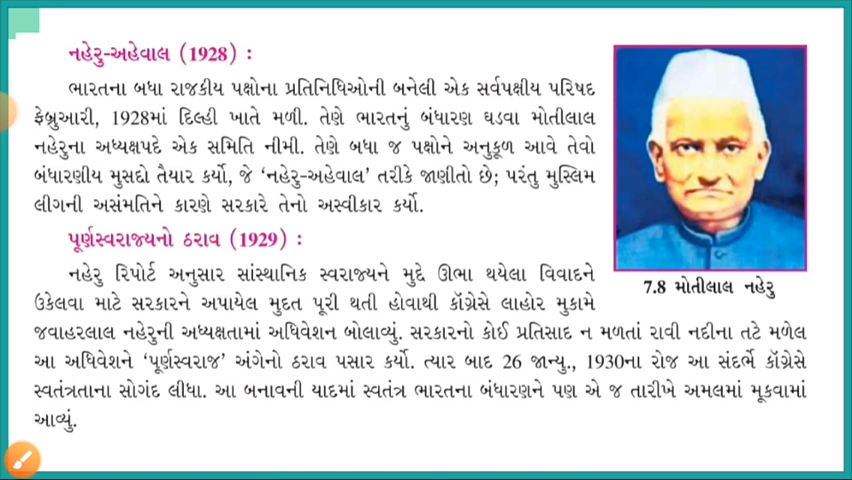 નહેરુ-અહેવાલ (1928) :
ભારતના બધા રાજકીય પક્ષોના પ્રતિનિધિઓની બનેલી એક સર્વપક્ષીય પરિષદ
ફેબ્રુઆરી, 1928માં દિલ્હી ખાતે મળી. તેણે ભારતનું બંધારણ ઘડવા મોતીલાલ
નહેરુના અધ્યક્ષપદે એક સમિતિ નીમી. તેણે બધા જ પક્ષોને અનુકૂળ આવે તેવો
બંધારણીય મુસદ્દો તૈયાર કર્યો, જે ‘નહેરુ-અહેવાલ’ તરીકે જાણીતો છે; પરંતુ મુસ્લિમ
લીગની અસંમતિને કારણે સરકારે તેનો અસ્વીકાર કર્યો.
પૂર્ણસ્વરાજ્યનો ઠરાવ (1929) :
નહેરુ રિપોર્ટ અનુસાર સાંસ્થાનિક સ્વરાજ્યને મુદ્દે ઊભા થયેલા વિવાદને
ઉકેલવા માટે સરકારને અપાયેલ મુદત પૂરી થતી હોવાથી કૉંગ્રેસે લાહોર મુકામે
જવાહરલાલ નહેરુની અધ્યક્ષતામાં અધિવેશન બોલાવ્યું. સરકારનો કોઈ પ્રતિસાદ ન મળતાં રાવી નદીના તટે મળેલ
આ અધિવેશને ‘પૂર્ણસ્વરાજ’ અંગેનો ઠરાવ પસાર કર્યો. ત્યાર બાદ 26 જાન્યુ., 1930ના રોજ આ સંદર્ભે કૉંગ્રેસે
સ્વતંત્રતાના સોગંદ લીધા. આ બનાવની યાદમાં સ્વતંત્ર ભારતના બંધારણને પણ એ જ તારીખે અમલમાં મૂકવામાં
આવ્યું.
7.8 મોતીલાલ નહેરુ